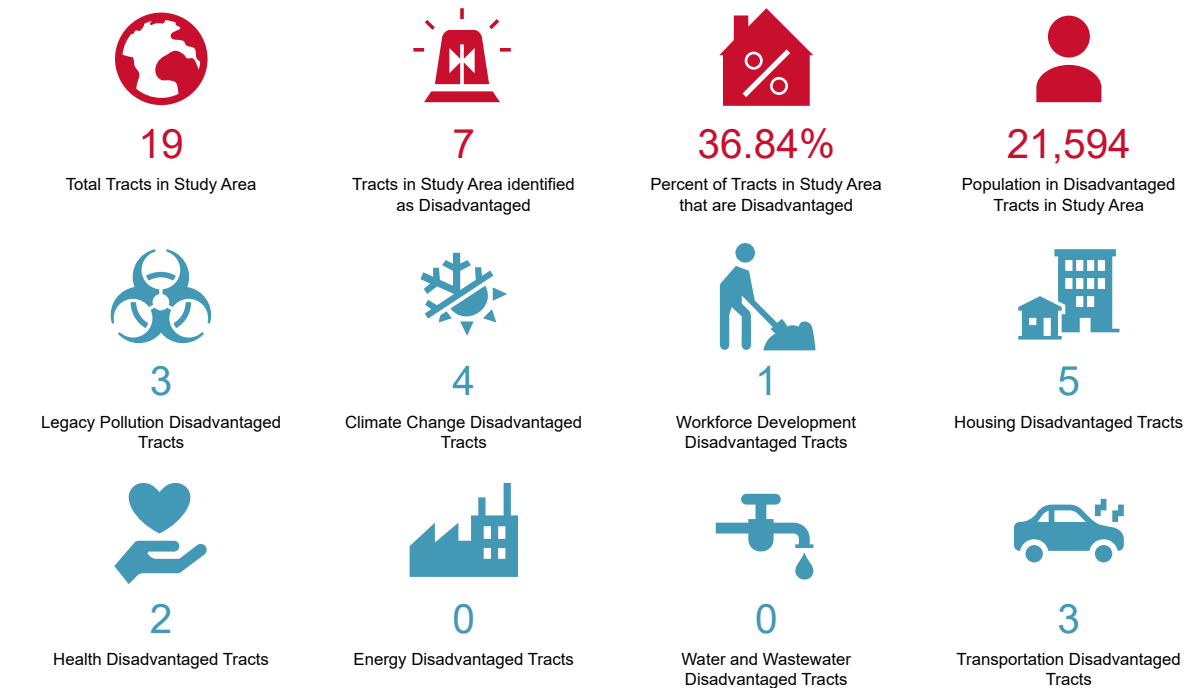 19
Total Tracts in Study Area
7
Tracts in Study Area identified
as Disadvantaged
36.84%
Percent of Tracts in Study Area
that are Disadvantaged
21,594
Population in Disadvantaged
Tracts in Study Area
3
Legacy Pollution Disadvantaged
Tracts
4
Climate Change Disadvantaged
Tracts
1
Workforce Development
Disadvantaged Tracts
5
Housing Disadvantaged Tracts
2
Health Disadvantaged Tracts
0
Energy Disadvantaged Tracts
0
Water and Wastewater
Disadvantaged Tracts
3
Transportation Disadvantaged
Tracts